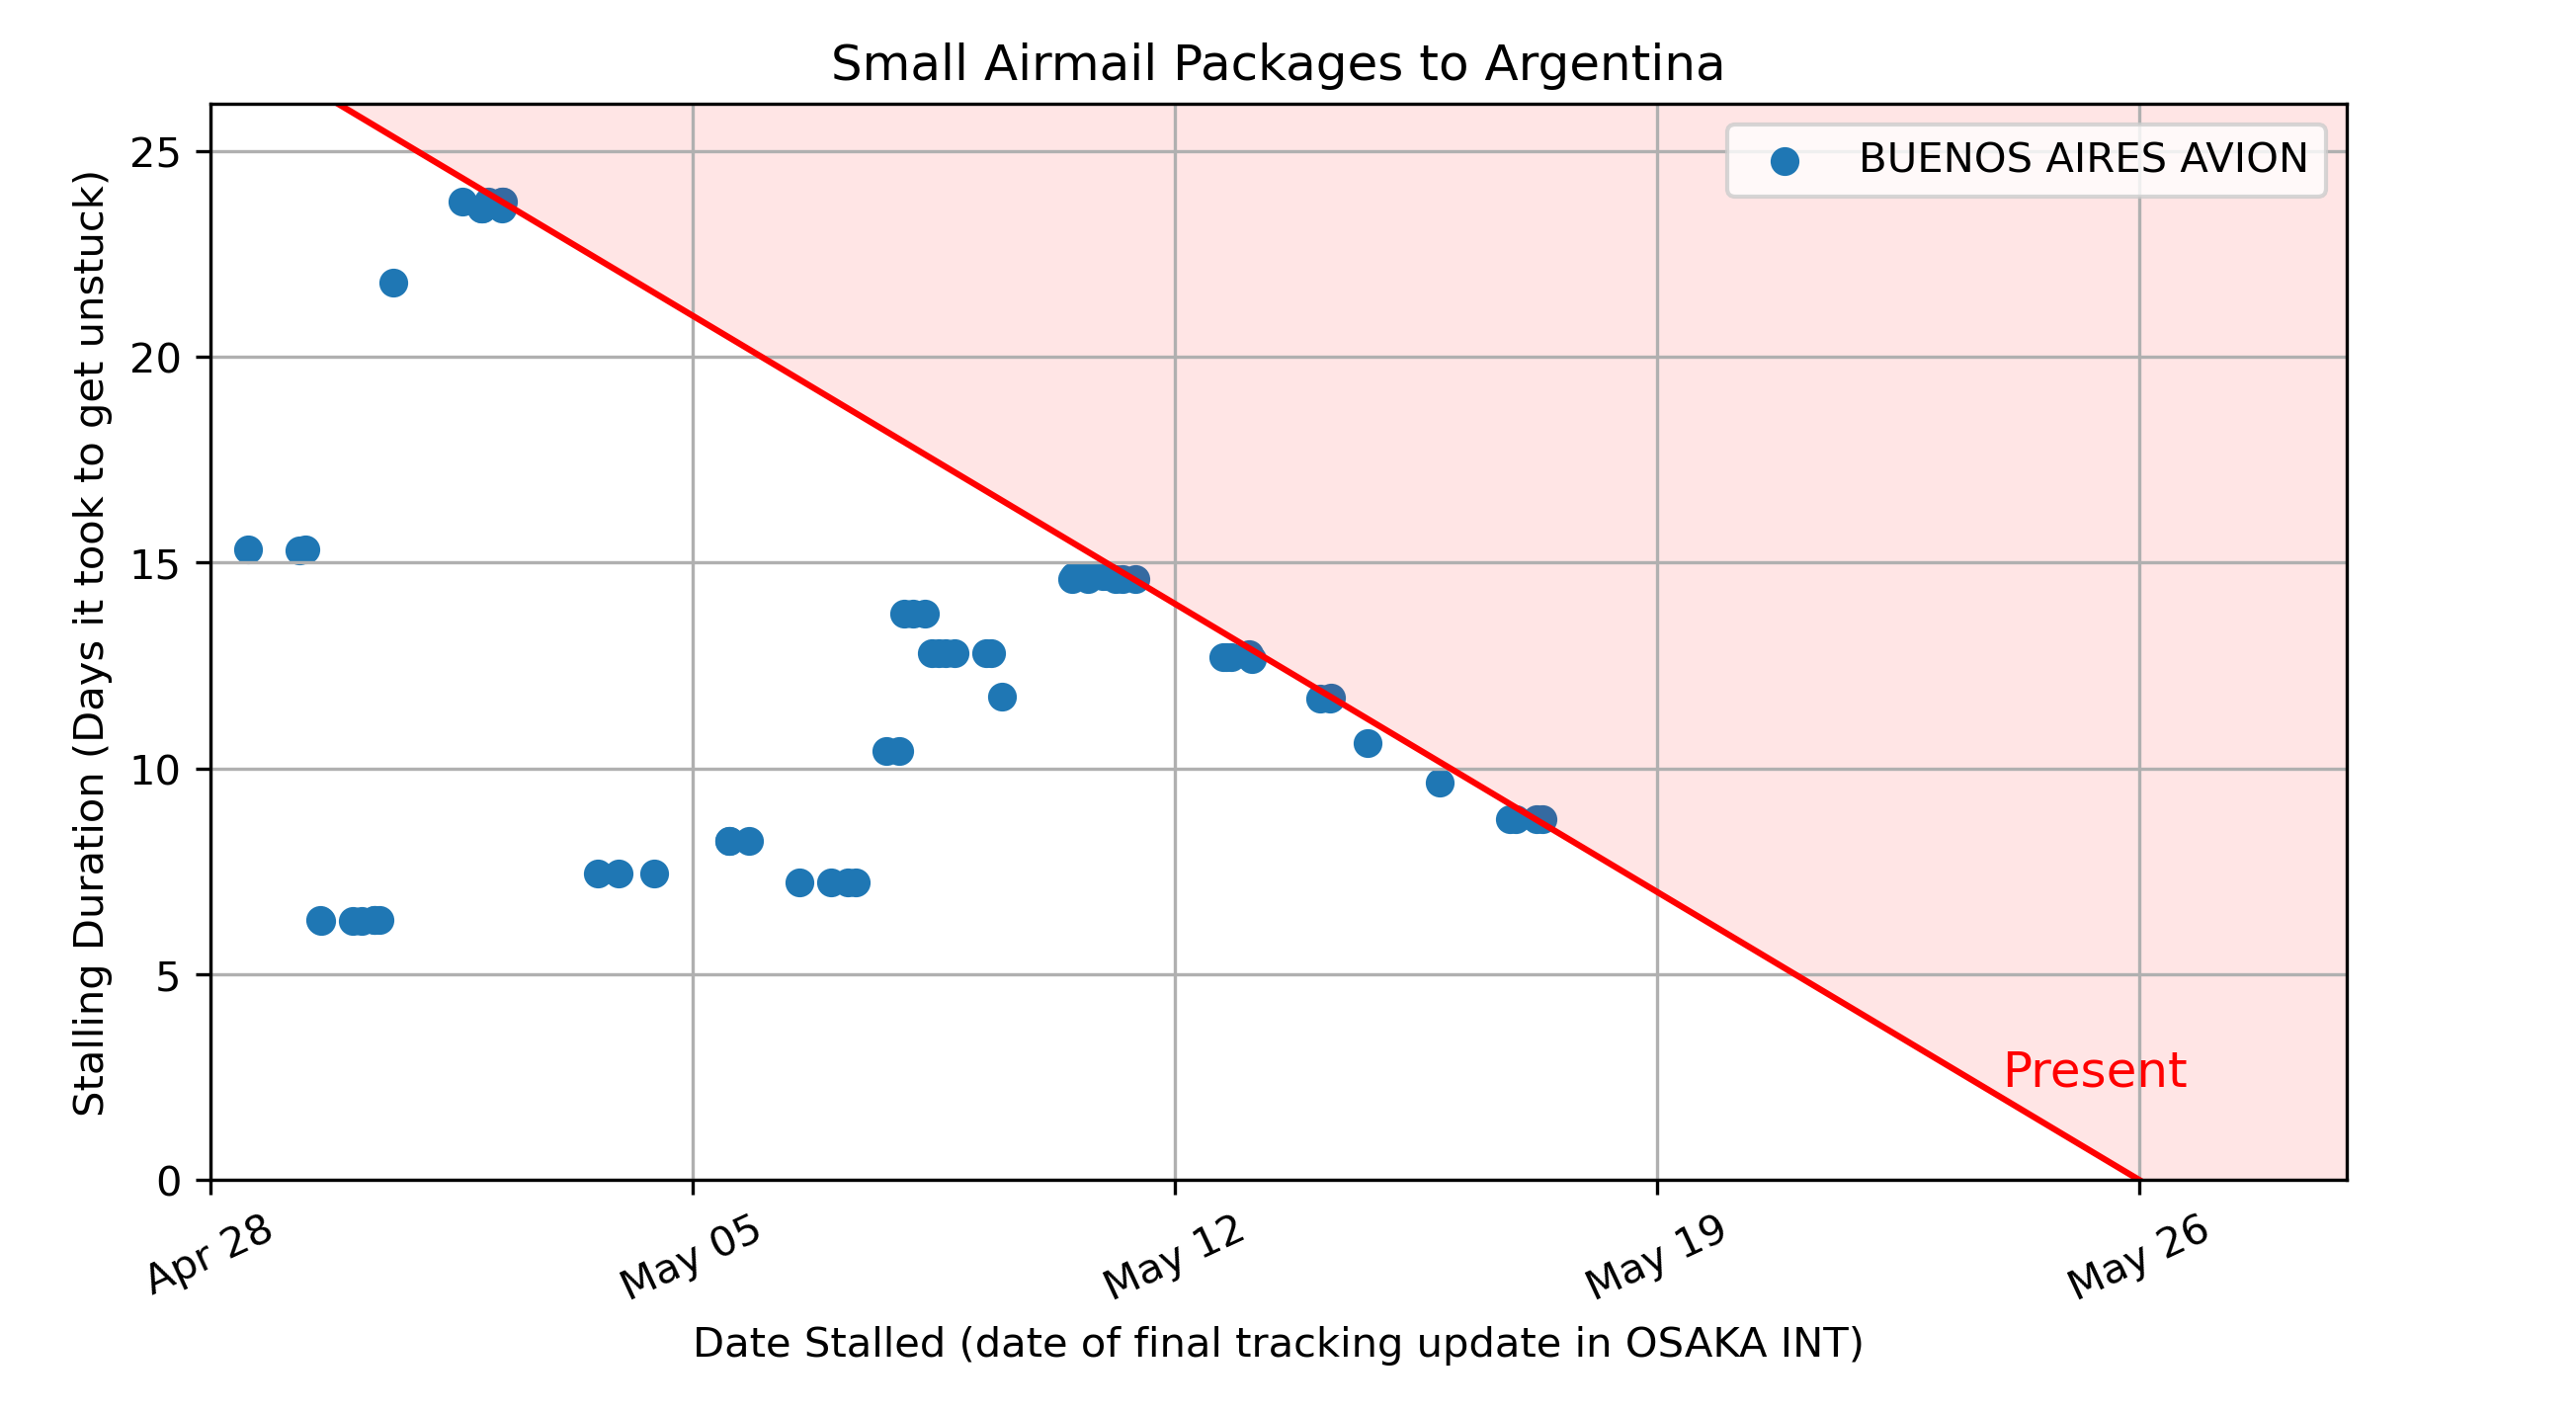 Small Airmail Packages to Argentina
BUENOS AIRES AVION
Stalling Duration (Days it took to get unstuck)
25
20
15
10
5
0
Present
Apr 28
May 05
May 12
May 19
May 26
Date Stalled (date of final tracking update in OSAKA INT)